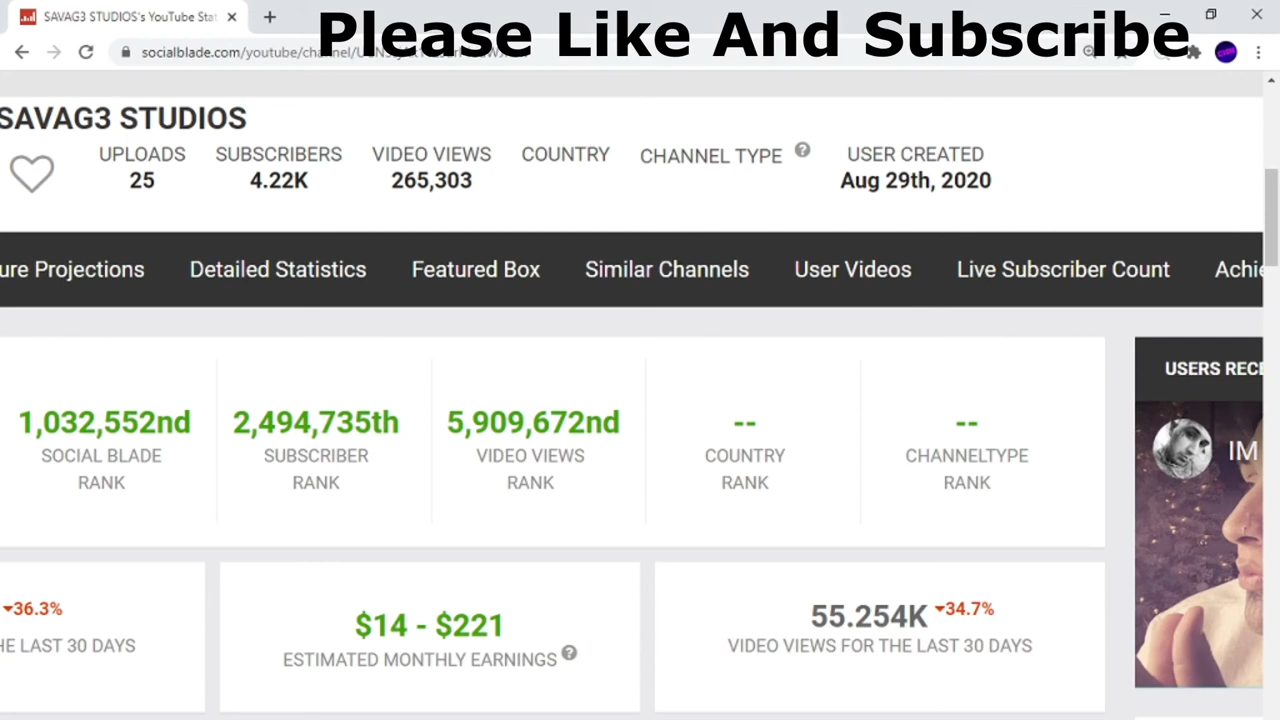 SAVAG3 STUDIOS's YouTube Stat
Please Like And Subscribe
socialblade.com/youtube/channel/
SAVAG3 STUDIOS
UPLOADS SUBSCRIBERS VIDEO VIEWS COUNTRY CHANNEL TYPE USER CREATED
25 4.22K 265,303 Aug 29th, 2020
ure Projections Detailed Statistics Featured Box Similar Channels User Videos Live Subscriber Count Achie
USERS RECE
1,032,552nd 2,494,735th 5,909,672nd -- --
SOCIAL BLADE SUBSCRIBER VIDEO VIEWS COUNTRY CHANNELTYPE
RANK RANK RANK RANK RANK
IM
36.3% $14 - $221 55.254K 34.7%
HE LAST 30 DAYS ESTIMATED MONTHLY EARNINGS VIDEO VIEWS FOR THE LAST 30 DAYS